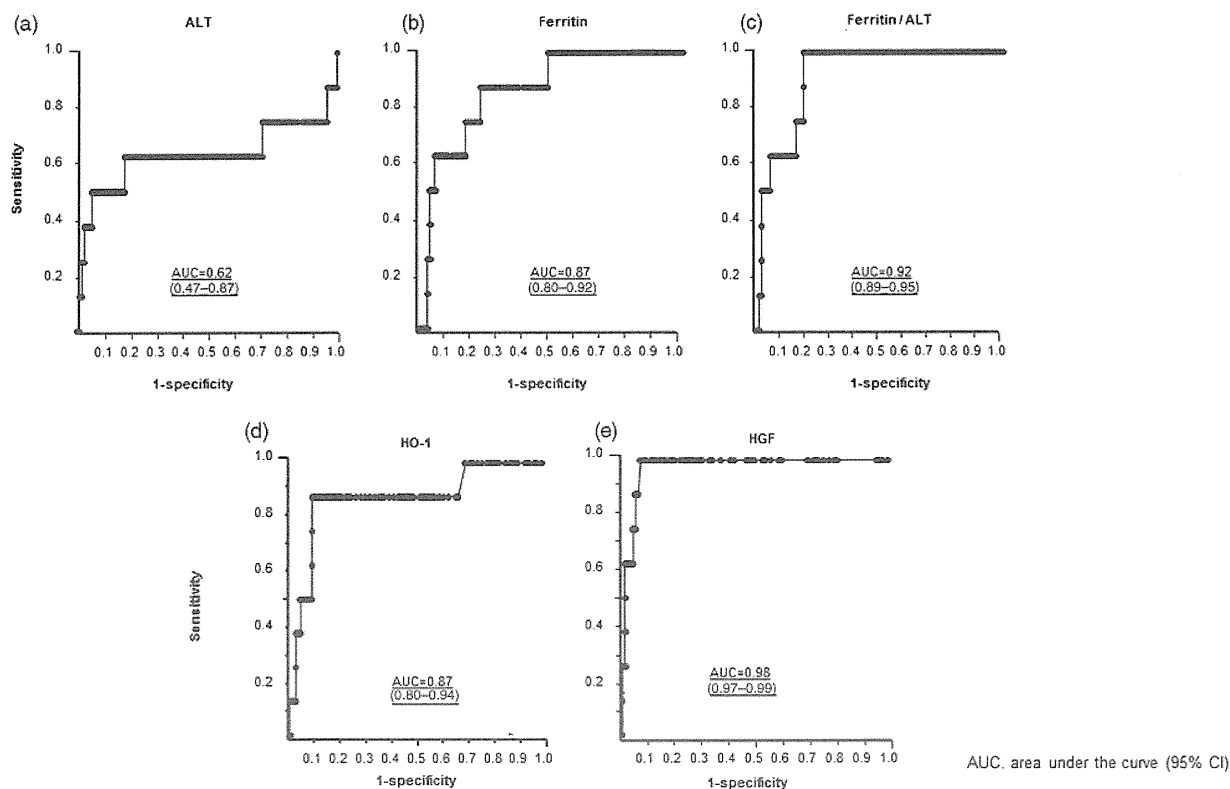 (a) ALT
1.0
0.8
0.6
0.4
0.2
Sensitivity
AUC=0.62
(0.47–0.87)
0.1 0.2 0.3 0.4 0.5 0.6 0.7 0.8 0.9 1.0
1-specificity
(b) Ferritin
1.0
0.8
0.6
0.4
0.2
AUC=0.87
(0.80–0.92)
0.1 0.2 0.3 0.4 0.5 0.6 0.7 0.8 0.9 1.0
1-specificity
(c) Ferritin / ALT
1.0
0.8
0.6
0.4
0.2
AUC=0.92
(0.89–0.95)
0.1 0.2 0.3 0.4 0.5 0.6 0.7 0.8 0.9 1.0
1-specificity
(d) HO-1
1.0
0.8
0.6
0.4
0.2
Sensitivity
AUC=0.87
(0.80–0.94)
0.1 0.2 0.3 0.4 0.5 0.6 0.7 0.8 0.9 1.0
1-specificity
(e) HGF
1.0
0.8
0.6
0.4
0.2
AUC=0.98
(0.97–0.99)
0.1 0.2 0.3 0.4 0.5 0.6 0.7 0.8 0.9 1.0
1-specificity
AUC, area under the curve (95% CI)